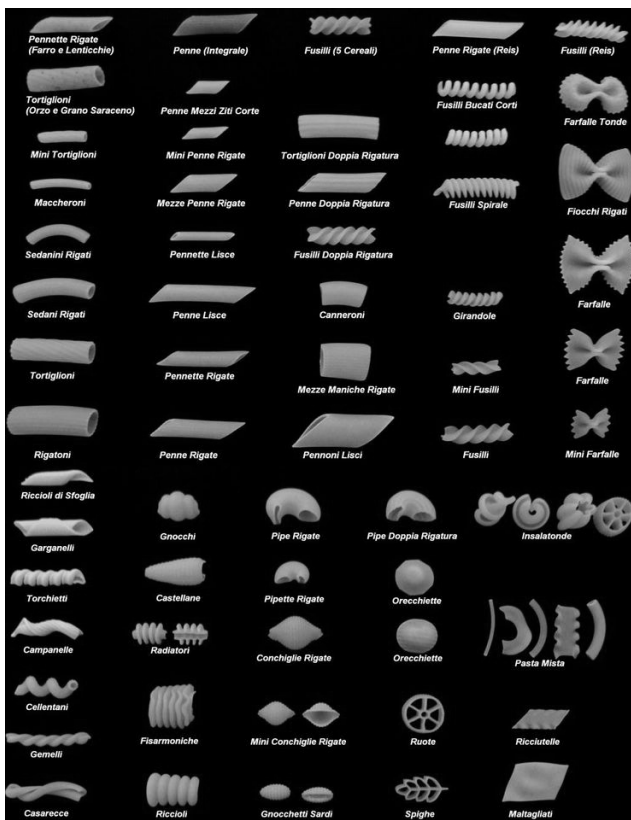 Pennette Rigate
(Farro e Lenticchie)
Penne (Integrale)
Fusilli (5 Cereali)
Penne Rigate (Reis)
Fusilli (Reis)
Tortiglioni
(Orzo e Grano Saraceno)
Penne Mezzi Ziti Corte
Fusilli Bucati Corti
Farfalle Tonde
Mini Tortiglioni
Mini Penne Rigate
Tortiglioni Doppia Rigatura
Maccheroni
Mezze Penne Rigate
Penne Doppia Rigatura
Fusilli Spirale
Fiocchi Rigati
Sedanini Rigati
Pennette Lisce
Fusilli Doppia Rigatura
Farfalle
Sedani Rigati
Penne Lisce
Canneroni
Girandole
Tortiglioni
Pennette Rigate
Mezze Maniche Rigate
Mini Fusilli
Farfalle
Rigatoni
Penne Rigate
Pennoni Lisci
Fusilli
Mini Farfalle
Riccioli di Sfoglia
Garganelli
Gnocchi
Pipe Rigate
Pipe Doppia Rigatura
Insalatonde
Torchietti
Castellane
Pipette Rigate
Orecchiette
Campanelle
Radiatori
Conchiglie Rigate
Orecchiette
Pasta Mista
Cellentani
Gemelli
Fisarmoniche
Mini Conchiglie Rigate
Ruote
Ricciutelle
Casarecce
Riccioli
Gnocchetti Sardi
Spighe
Maltagliati